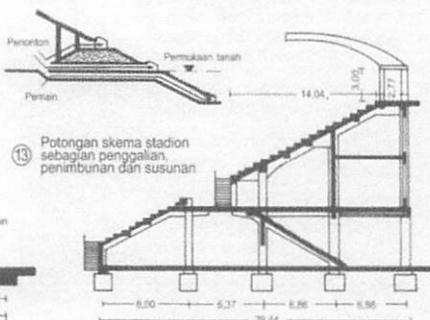 Penonton
Permukaan tanah
Pemain
14,04
3,00
2,77
13 Potongan skema stadion
sebagian penggalian,
penimbunan dan susunan
8,00
6,37
6,86
6,86